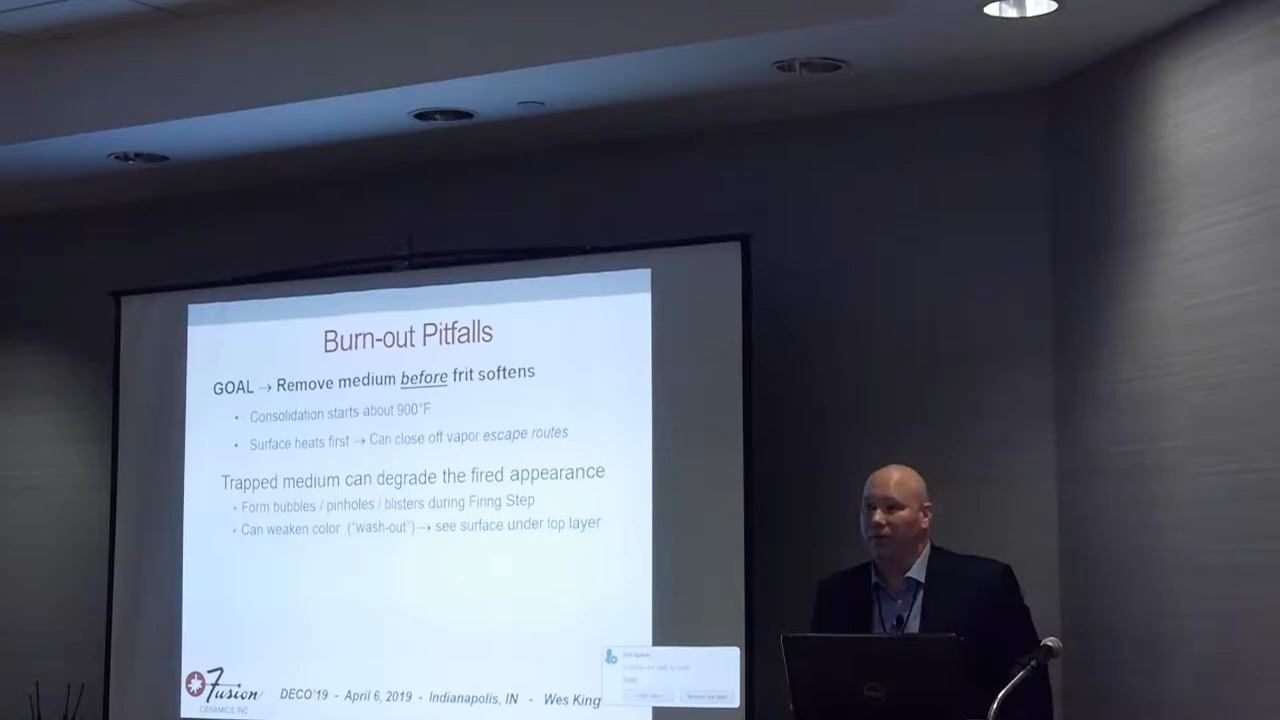 Burn-out Pitfalls
GOAL → Remove medium before frit softens
• Consolidation starts about 900°F
• Surface heats first → Can close off vapor escape routes
Trapped medium can degrade the fired appearance
• Form bubbles / pinholes / blisters during Firing Step
• Can weaken color ("wash-out") → see surface under top layer
Fusion
CERAMICS INC
DECO'19 - April 6, 2019 - Indianapolis, IN - Wes King
DELL